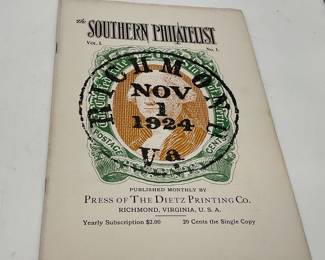 The SOUTHERN PHILATELIST
VOL. I. No. 1.
RICHMOND
NOV
1
1924
Va.
POSTAGE
CENT
PUBLISHED MONTHLY BY
PRESS OF THE DIETZ PRINTING CO.
RICHMOND, VIRGINIA, U. S. A.
Yearly Subscription $2.00 20 Cents the Single Copy